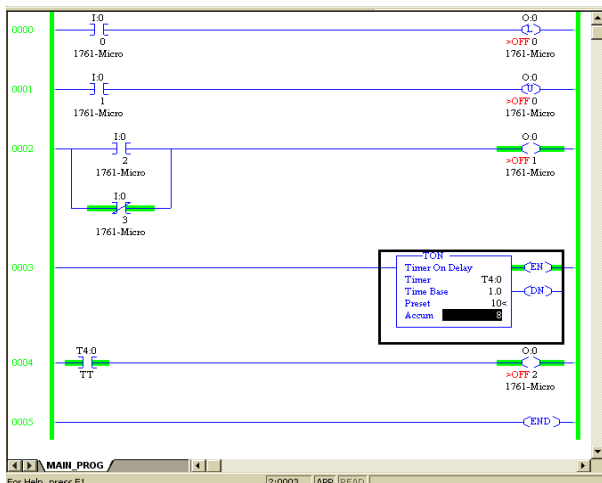 I:0 O:0
0000 L
0 >OFF 0
1761-Micro 1761-Micro
I:0 O:0
0001 U
1 >OFF 0
1761-Micro 1761-Micro
I:0 O:0
0002
2 >OFF 1
1761-Micro 1761-Micro
I:0
3
1761-Micro
TON
0003 Timer On Delay EN
Timer T4:0
Time Base 1.0 DN
Preset 10<
Accum 8
T4:0 O:0
0004
TT >OFF 2
1761-Micro
0005 END
MAIN_PROG
For Help, press F1 2:0003 APP READ